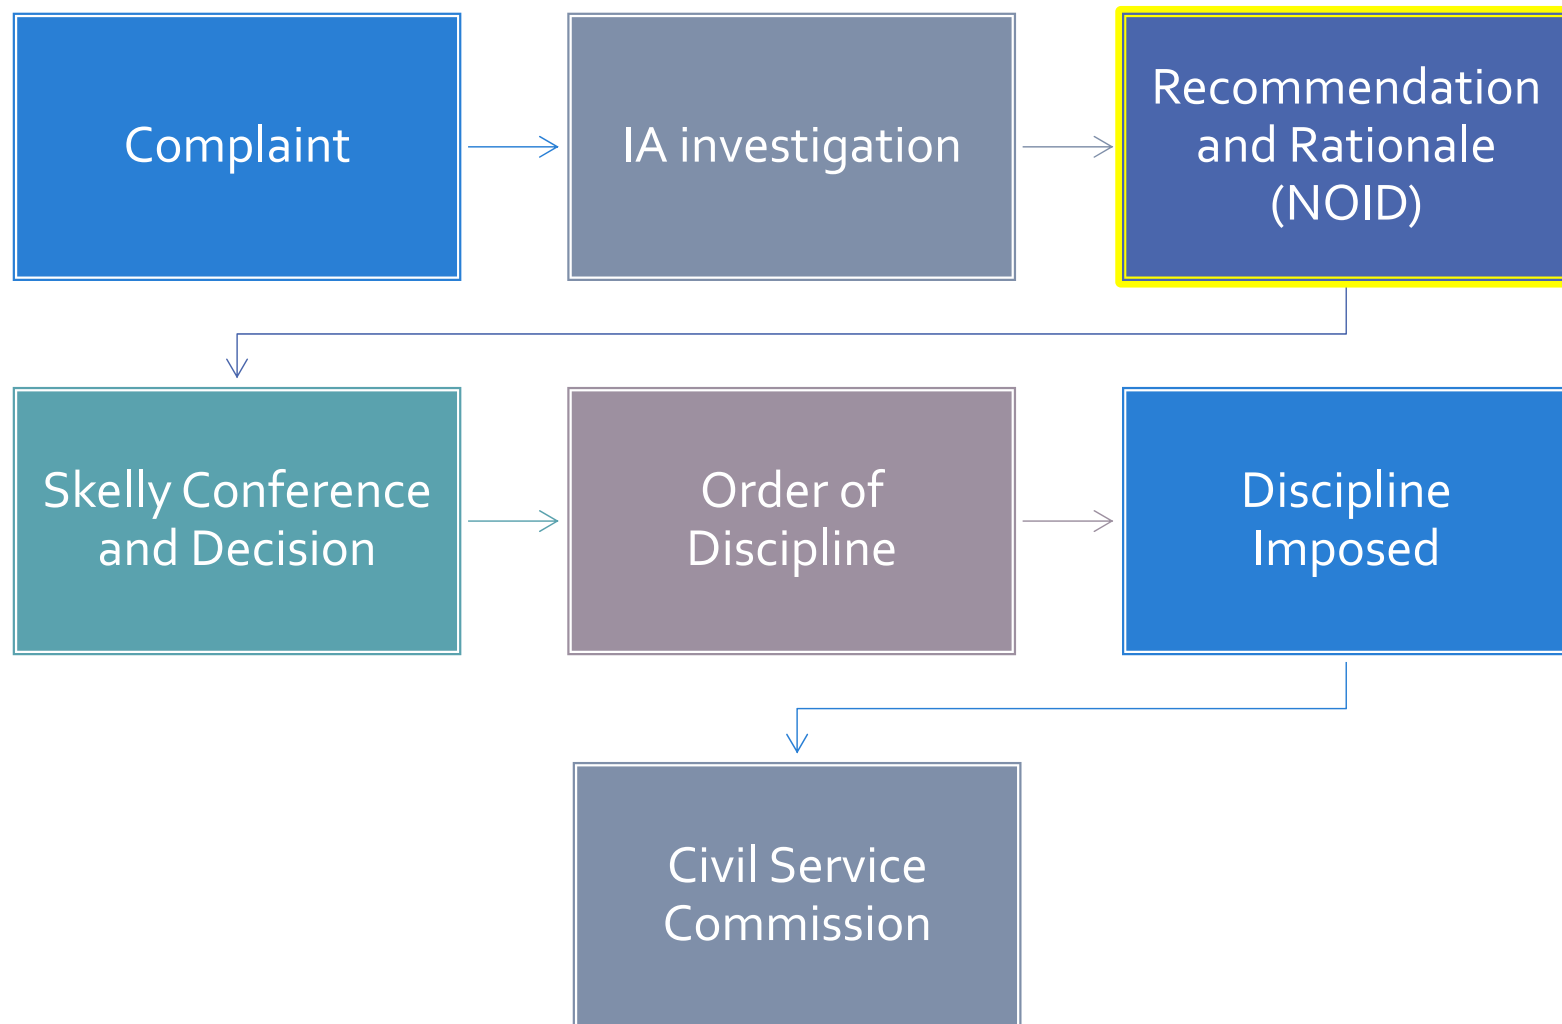 Complaint
IA investigation
Recommendation
and Rationale
(NOID)
Skelly Conference
and Decision
Order of
Discipline
Discipline
Imposed
Civil Service
Commission